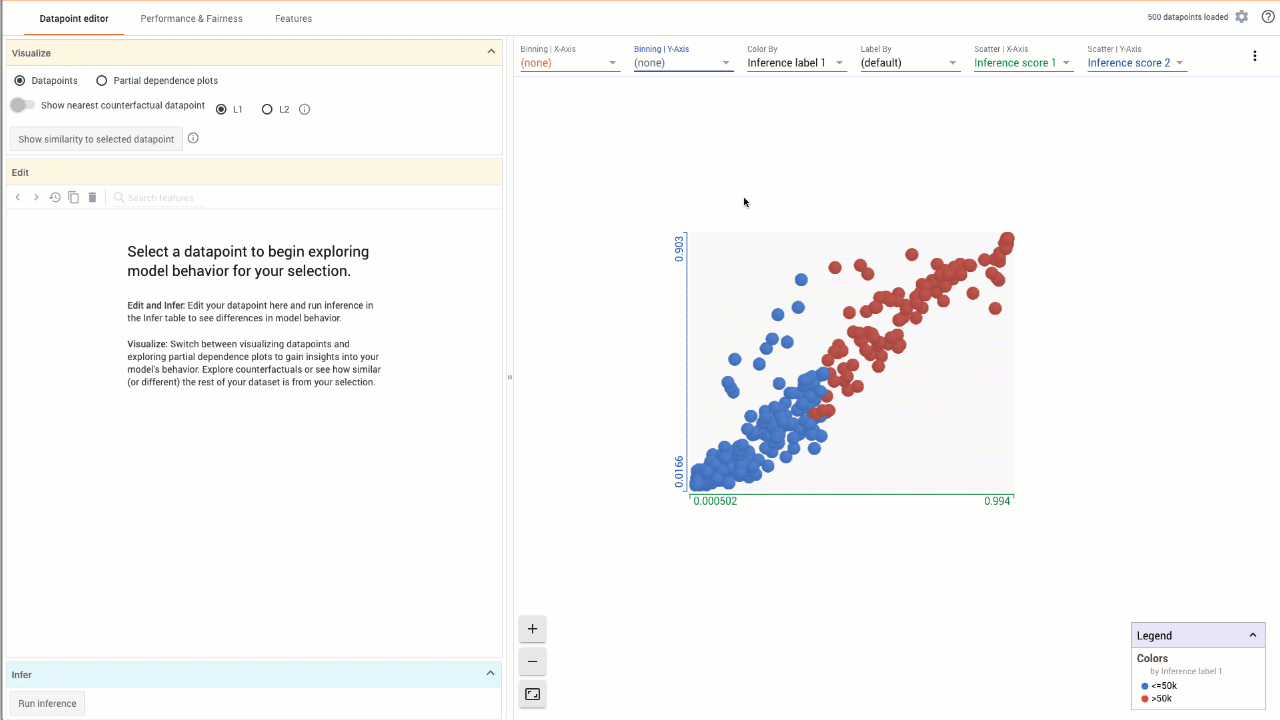 Datapoint editor
Performance & Fairness
Features
500 datapoints loaded
Visualize
Datapoints
Partial dependence plots
Show nearest counterfactual datapoint
L1
L2
Show similarity to selected datapoint
Edit
Search features
Select a datapoint to begin exploring
model behavior for your selection.
Edit and Infer: Edit your datapoint here and run inference in
the Infer table to see differences in model behavior.
Visualize: Switch between visualizing datapoints and
exploring partial dependence plots to gain insights into your
model's behavior. Explore counterfactuals or see how similar
(or different) the rest of your dataset is from your selection.
Infer
Run inference
Binning | X-Axis
(none)
Binning | Y-Axis
(none)
Color By
Inference label 1
Label By
(default)
Scatter | X-Axis
Inference score 1
Scatter | Y-Axis
Inference score 2
0.903
0.0166
0.000502
0.994
Legend
Colors
by Inference label 1
<=50k
>50k